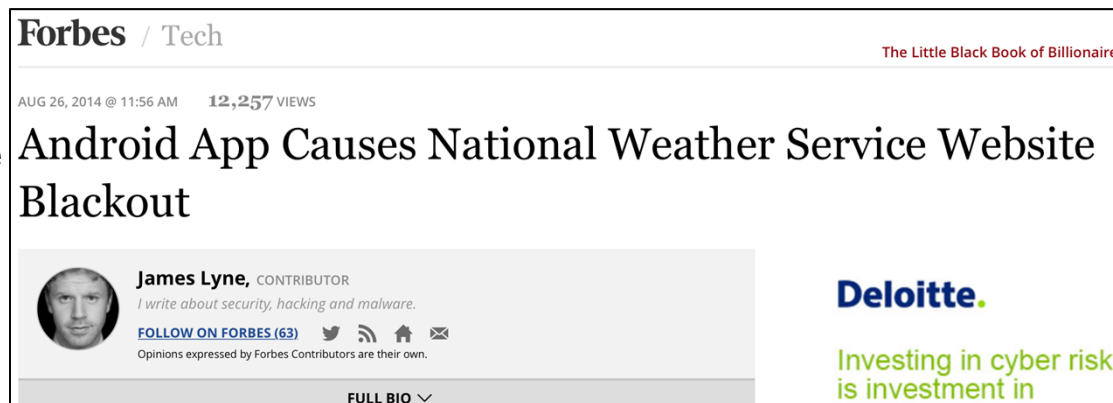 Forbes / Tech
The Little Black Book of Billionaire
AUG 26, 2014 @ 11:56 AM 12,257 VIEWS
Android App Causes National Weather Service Website
Blackout
James Lyne, CONTRIBUTOR
I write about security, hacking and malware.
FOLLOW ON FORBES (63)
Opinions expressed by Forbes Contributors are their own.
FULL BIO
Deloitte.
Investing in cyber risk
is investment in